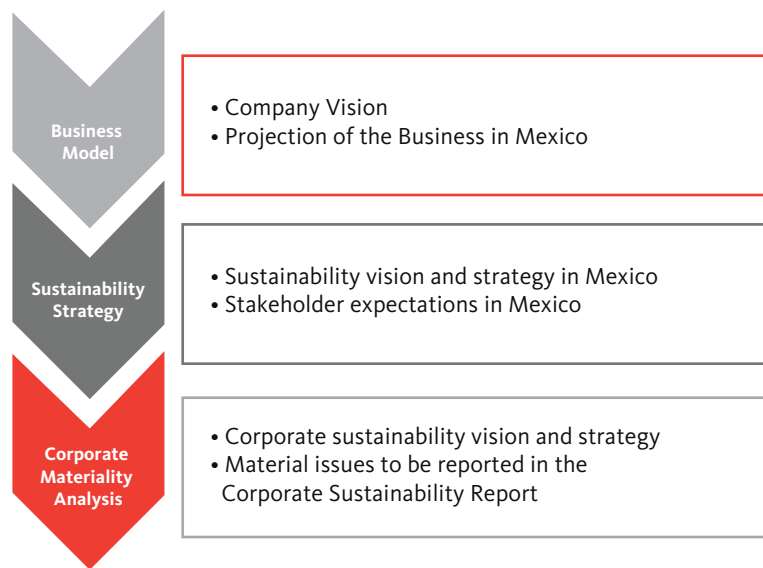 Business
Model
• Company Vision
• Projection of the Business in Mexico
Sustainability
Strategy
• Sustainability vision and strategy in Mexico
• Stakeholder expectations in Mexico
Corporate
Materiality
Analysis
• Corporate sustainability vision and strategy
• Material issues to be reported in the
Corporate Sustainability Report